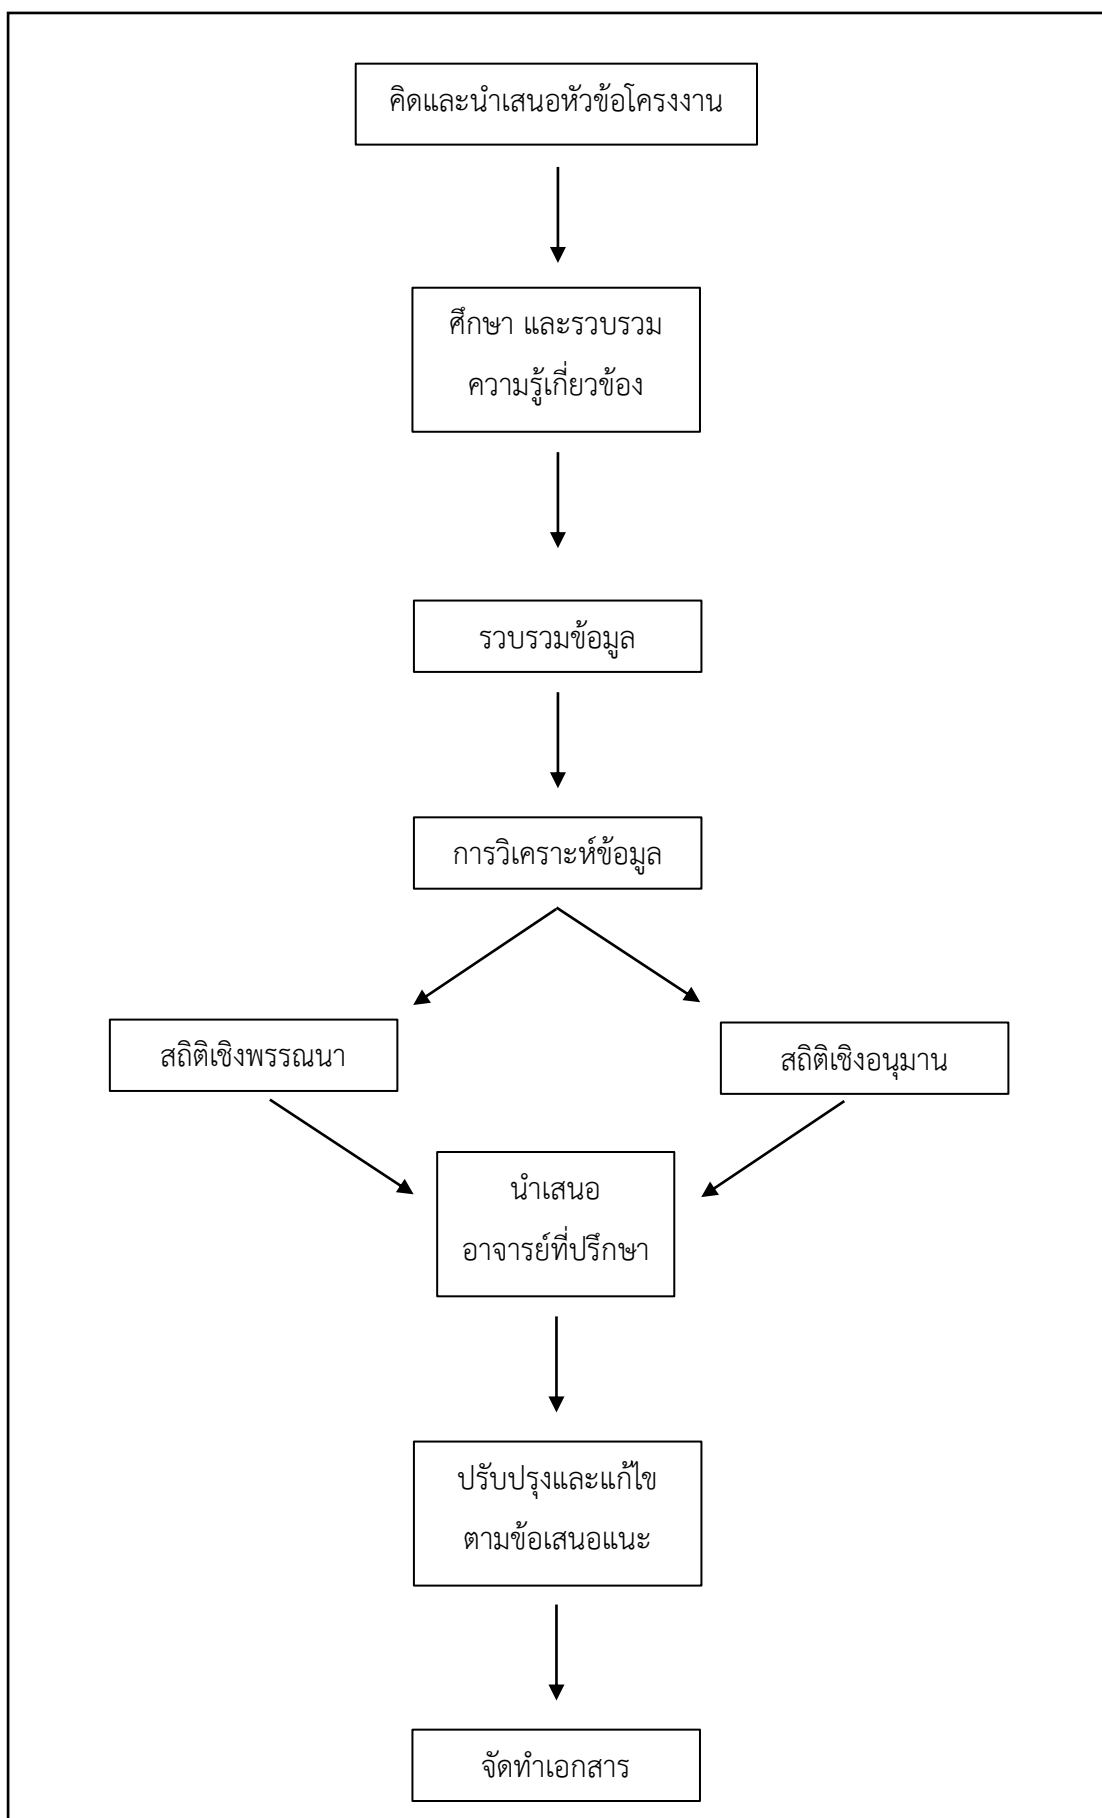 คิดและนำเสนอหัวข้อโครงงาน
ศึกษา และรวบรวม
ความรู้เกี่ยวข้อง
รวบรวมข้อมูล
การวิเคราะห์ข้อมูล
สถิติเชิงพรรณนา
สถิติเชิงอนุมาน
นำเสนอ
อาจารย์ที่ปรึกษา
ปรับปรุงและแก้ไข
ตามข้อเสนอแนะ
จัดทำเอกสาร